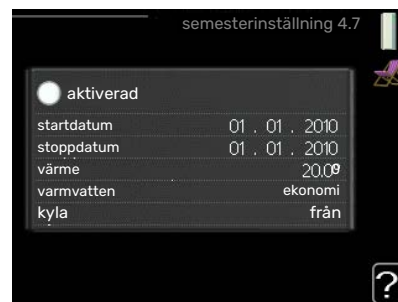 semesterinställning 4.7
aktiverad
startdatum 01 . 01 . 2010
stoppdatum 01 . 01 . 2010
värme 20.0°
varmvatten ekonomi
kyla från
?